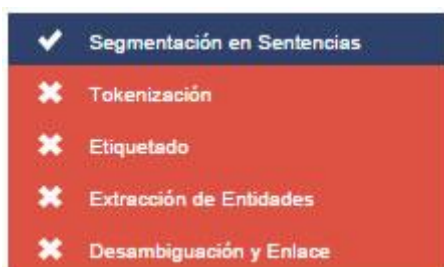 Segmentación en Sentencias
Tokenización
Etiquetado
Extracción de Entidades
Desambiguación y Enlace